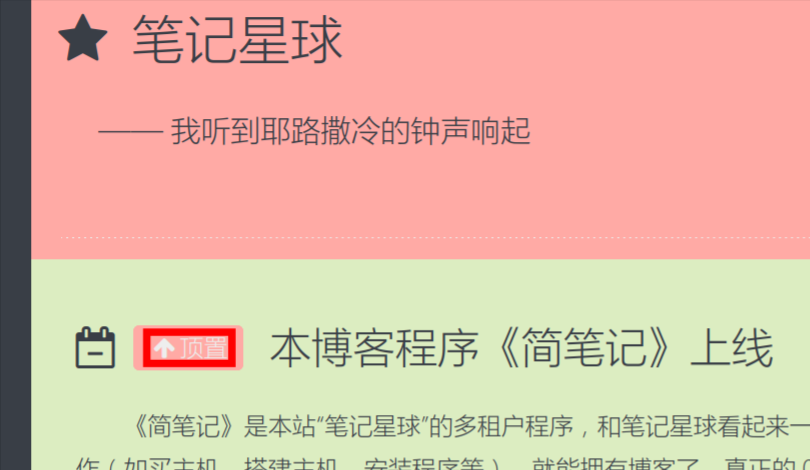 笔记星球
—— 我听到耶路撒冷的钟声响起
顶置 本博客程序《简笔记》上线
《简笔记》是本站“笔记星球”的多租户程序，和笔记星球看起来一
作（如买主机、搭建主机、安装程序等），就能拥有博客了。真正的